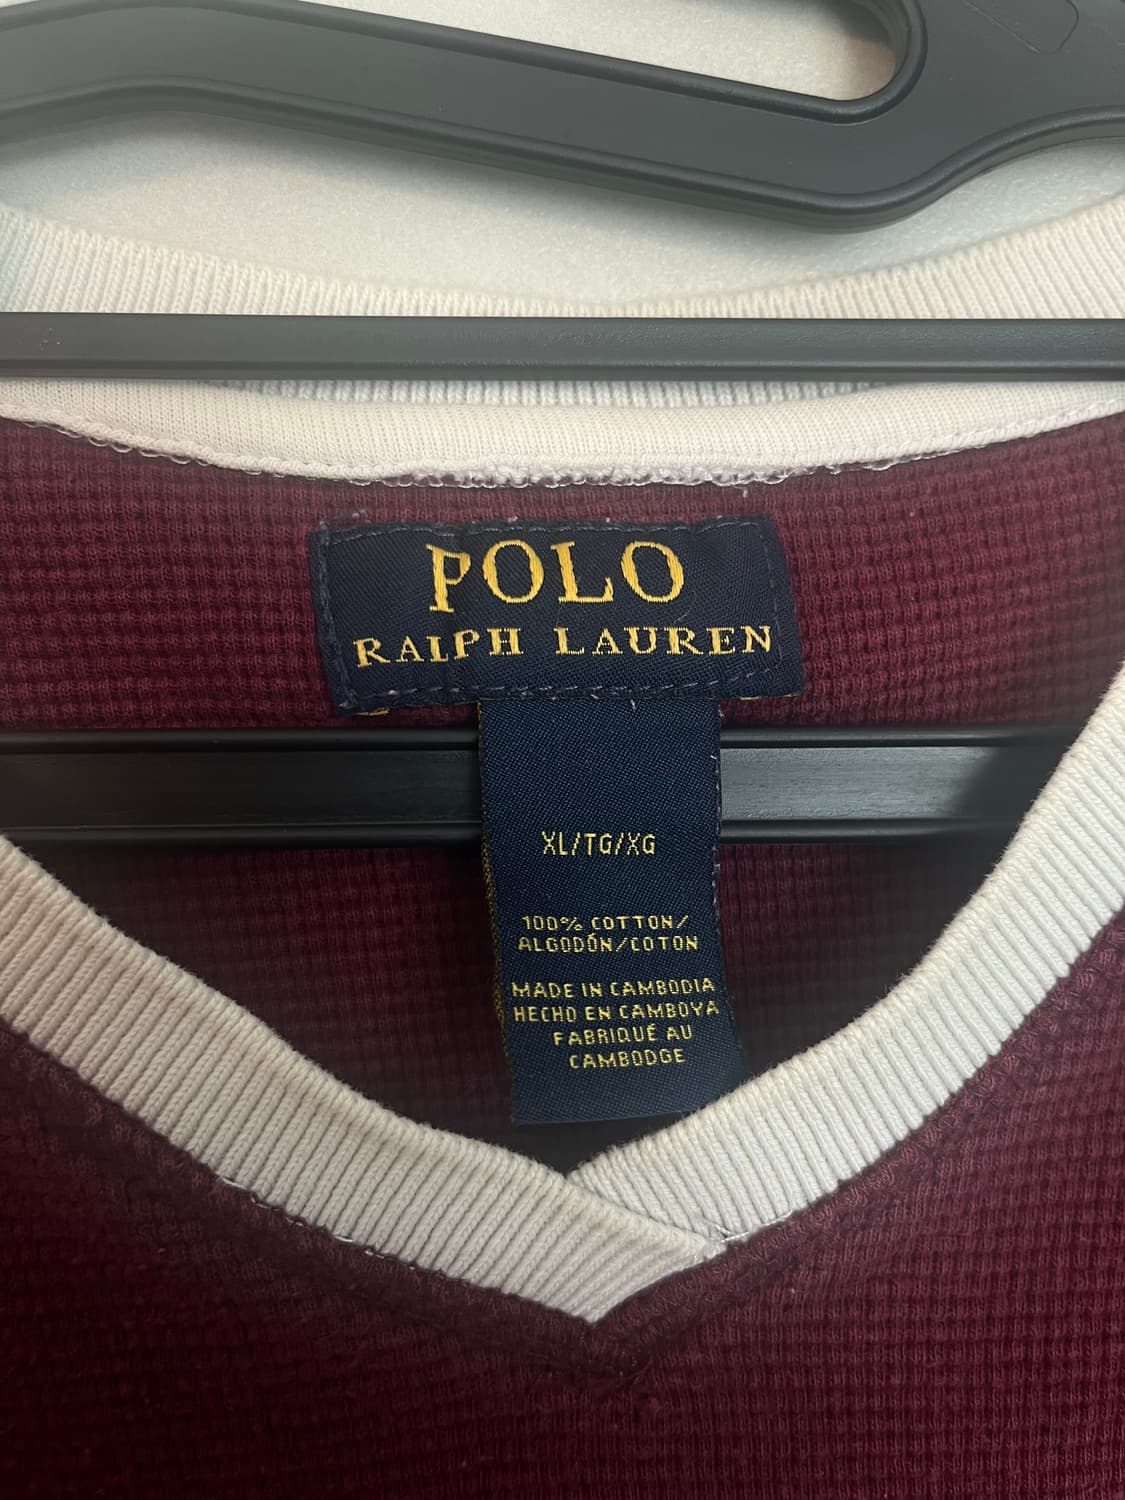 POLO
RALPH LAUREN
XL/TG/XG
100% COTTON/
ALGODÓN/COTON
MADE IN CAMBODIA
HECHO EN CAMBOYA
FABRIQUÉ AU
CAMBODGE